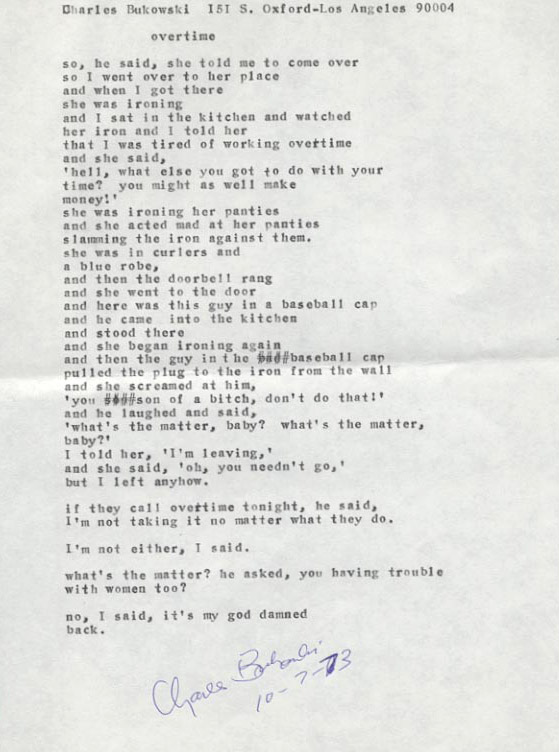 Charles Bukowski 151 S. Oxford-Los Angeles 90004
overtime
so, he said, she told me to come over
so I went over to her place
and when I got there
she was ironing
and I sat in the kitchen and watched
her iron and I told her
that I was tired of working overtime
and she said,
'hell, what else you got to do with your
time? you might as well make
money!'
she was ironing her panties
and she acted mad at her panties
slamming the iron against them.
she was in curlers and
a blue robe,
and then the doorbell rang
and she went to the door
and here was this guy in a baseball cap
and he came into the kitchen
and stood there
and she began ironing again
and then the guy in the baseball cap
pulled the plug to the iron from the wall
and she screamed at him,
'you son of a bitch, don't do that!'
and he laughed and said,
'what's the matter, baby? what's the matter,
baby?'
I told her, 'I'm leaving,'
and she said, 'oh, you needn't go,'
but I left anyhow.
if they call overtime tonight, he said,
I'm not taking it no matter what they do.
I'm not either, I said.
what's the matter? he asked, you having trouble
with women too?
no, I said, it's my god damned
back.
Charles Bukowski
10-7-73